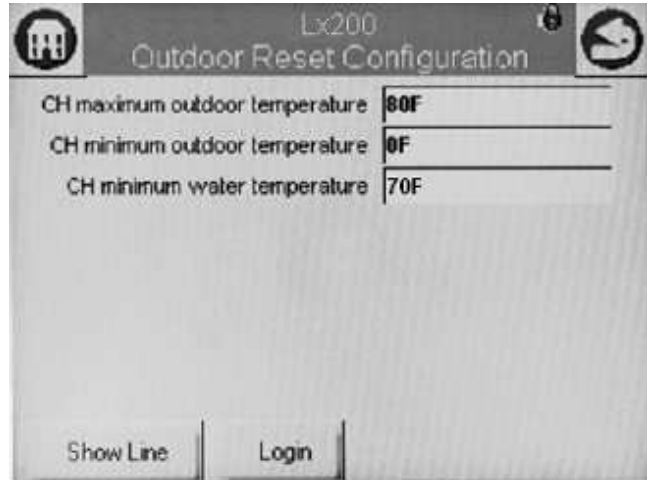 Lx200
Outdoor Reset Configuration
CH maximum outdoor temperature 80F
CH minimum outdoor temperature 0F
CH minimum water temperature 70F
Show Line Login